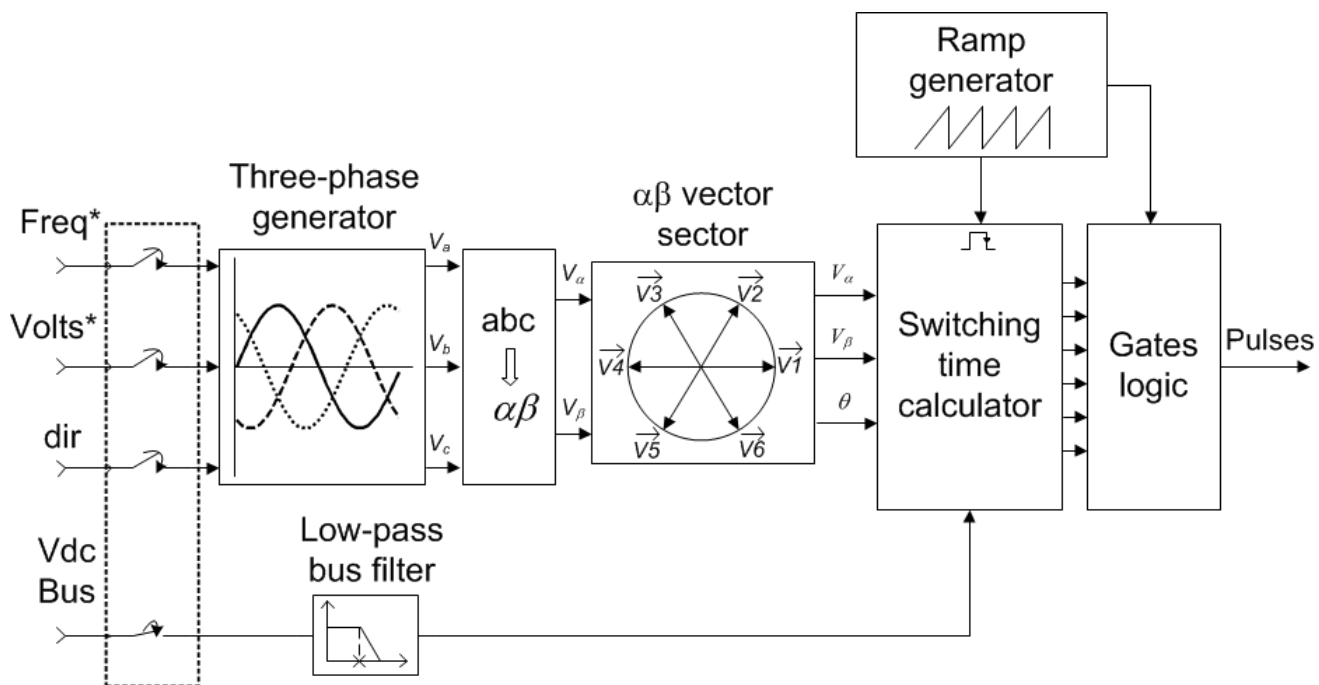 Ramp
generator
Three-phase
generator
αβ vector
sector
Freq*
Volts*
dir
Vdc
Bus
Va
Vb
Vc
abc
αβ
Vα
Vβ
V3
V2
V4
V1
V5
V6
Vα
Vβ
θ
Switching
time
calculator
Gates
logic
Pulses
Low-pass
bus filter